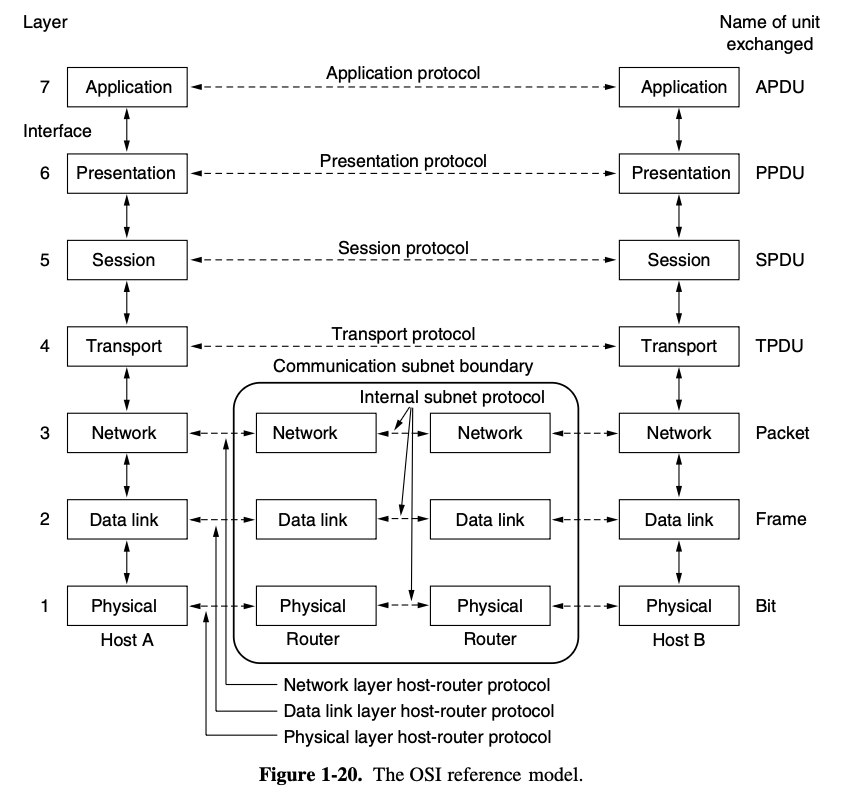 Layer
Name of unit
exchanged
Application protocol
7 Application Application APDU
Interface
Presentation protocol
6 Presentation Presentation PPDU
Session protocol
5 Session Session SPDU
Transport protocol
4 Transport Transport TPDU
Communication subnet boundary
Internal subnet protocol
3 Network Network Network Network Packet
2 Data link Data link Data link Data link Frame
1 Physical Physical Physical Physical Bit
Host A Router Router Host B
Network layer host-router protocol
Data link layer host-router protocol
Physical layer host-router protocol
Figure 1-20. The OSI reference model.